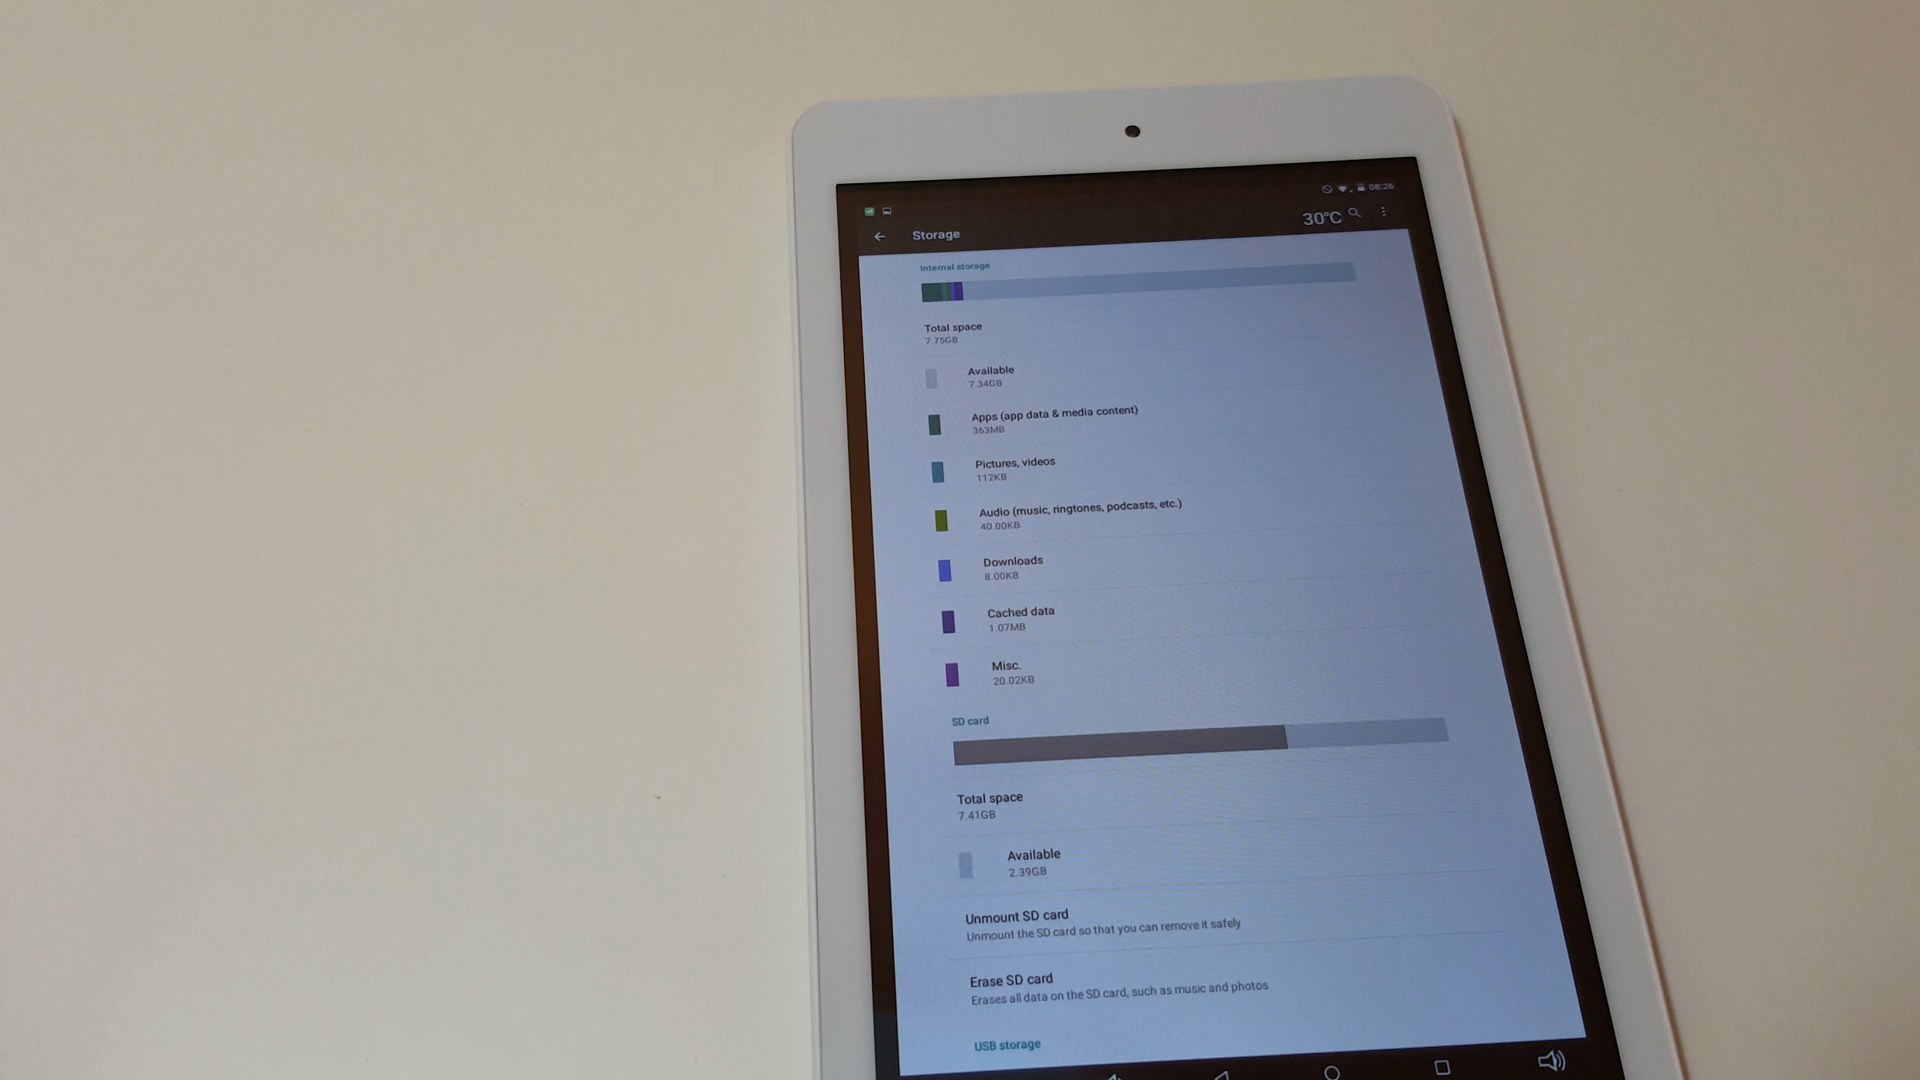 08:26
30°C
Storage
Internal storage
Total space
7.75GB
Available
7.34GB
Apps (app data & media content)
363MB
Pictures, videos
112KB
Audio (music, ringtones, podcasts, etc.)
40.00KB
Downloads
8.00KB
Cached data
1.07MB
Misc.
20.02KB
SD card
Total space
7.41GB
Available
2.39GB
Unmount SD card
Unmount the SD card so that you can remove it safely
Erase SD card
Erases all data on the SD card, such as music and photos
USB storage